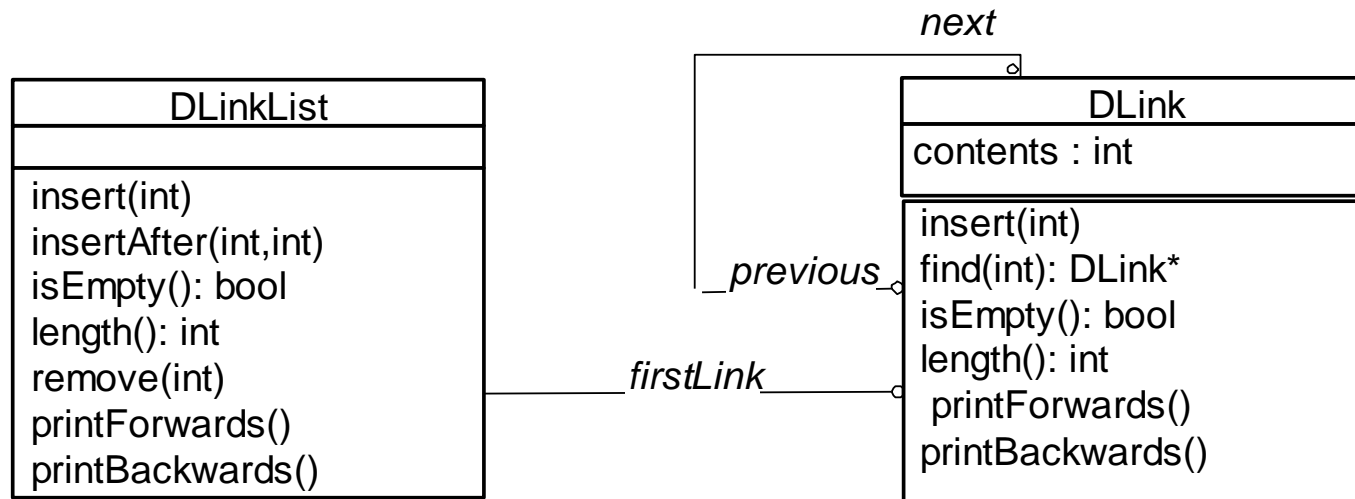 next
DLinkList
insert(int)
insertAfter(int,int)
isEmpty(): bool
length(): int
remove(int)
printForwards()
printBackwards()
previous
firstLink
DLink
contents : int
insert(int)
find(int): DLink*
isEmpty(): bool
length(): int
printForwards()
printBackwards()